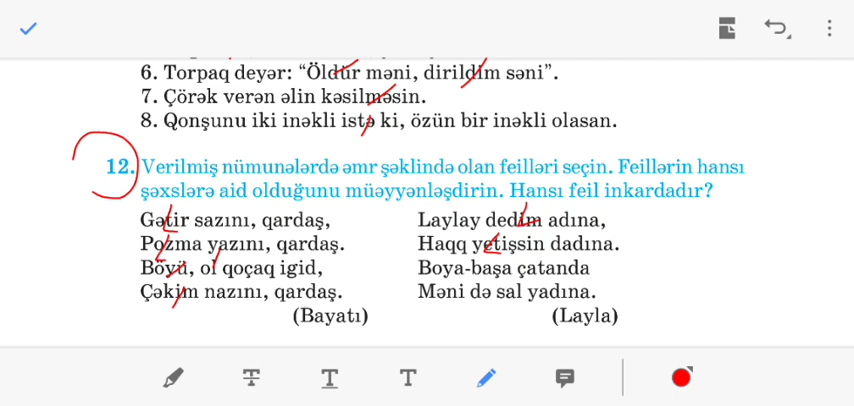 6. Torpaq deyər: “Öldür məni, dirildim səni”.
7. Çörək verən əlin kəsilməsin.
8. Qonşunu iki inəkli istə ki, özün bir inəkli olasan.
12. Verilmiş nümunələrdə əmr şəklində olan feilləri seçin. Feillərin hansı
şəxslərə aid olduğunu müəyyənləşdirin. Hansı feil inkardadır?
Gətir sazını, qardaş,
Pozma yazını, qardaş.
Böyü, ol qoçaq igid,
Çəkim nazını, qardaş.
(Bayatı)
Laylay dedim adına,
Haqq yetişsin dadına.
Boya-başa çatanda
Məni də sal yadına.
(Layla)
T
T
T